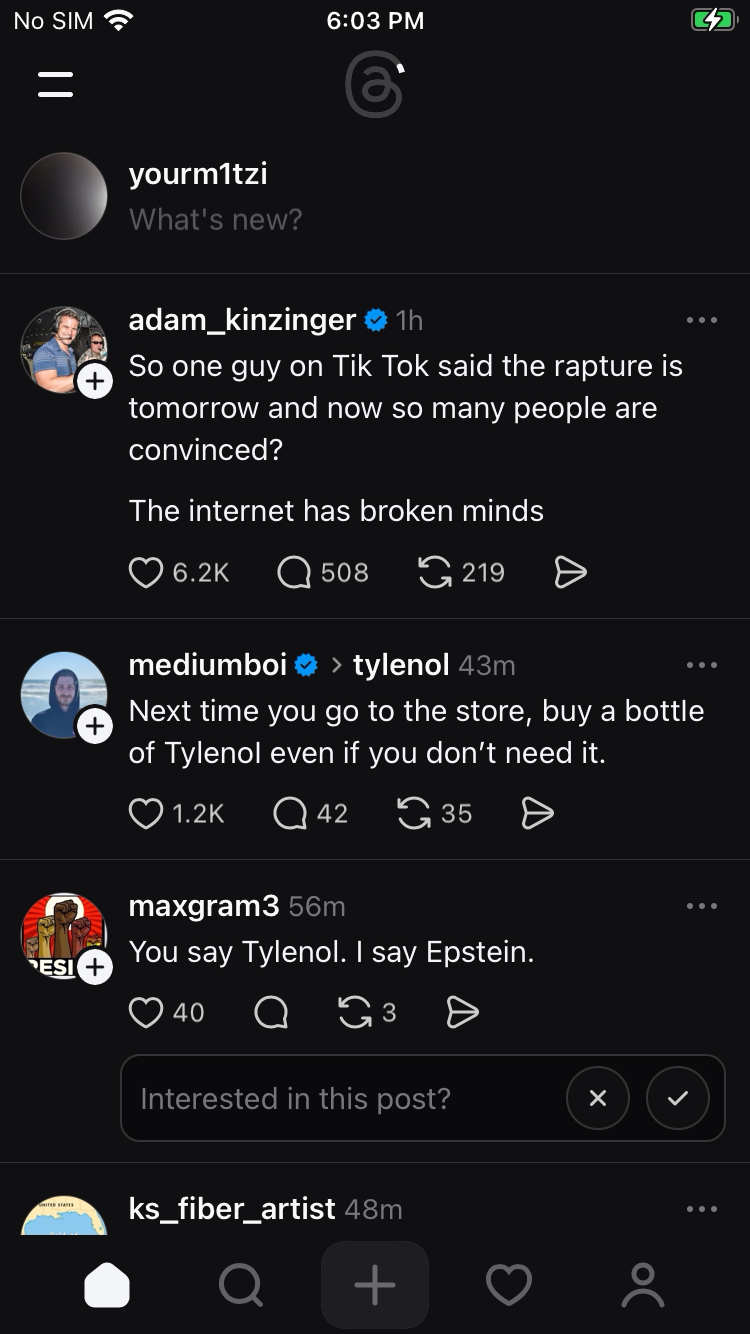 No SIM 6:03 PM
yourm1tzi
What's new?
adam_kinzinger 1h
So one guy on Tik Tok said the rapture is
tomorrow and now so many people are
convinced?
The internet has broken minds
6.2K 508 219
mediumboi > tylenol 43m
Next time you go to the store, buy a bottle
of Tylenol even if you don’t need it.
1.2K 42 35
maxgram3 56m
RESI
You say Tylenol. I say Epstein.
40 3
Interested in this post?
ks_fiber_artist 48m
UNITED STATES